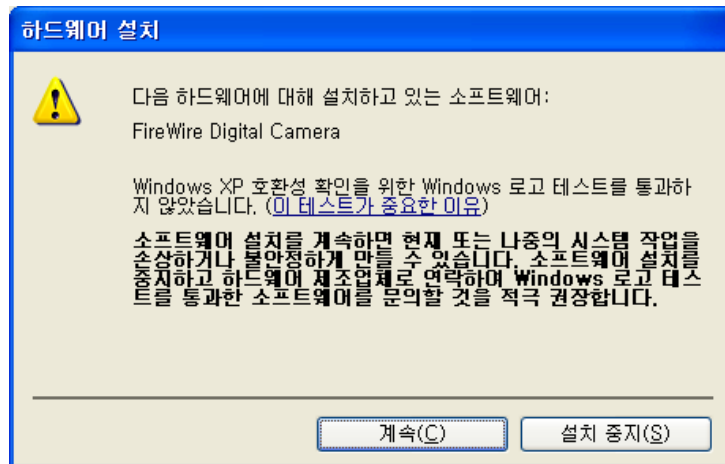 하드웨어 설치
다음 하드웨어에 대해 설치하고 있는 소프트웨어:
FireWire Digital Camera
Windows XP 호환성 확인을 위한 Windows 로고 테스트를 통과하
지 않았습니다. (이 테스트가 중요한 이유)
소프트웨어 설치를 계속하면 현재 또는 나중의 시스템 작업을
손상하거나 불안정하게 만들 수 있습니다. 소프트웨어 설치를
중지하고 하드웨어 제조업체로 연락하여 Windows 로고 테스
트를 통과한 소프트웨어를 문의할 것을 적극 권장합니다.
계속(C)
설치 중지(S)